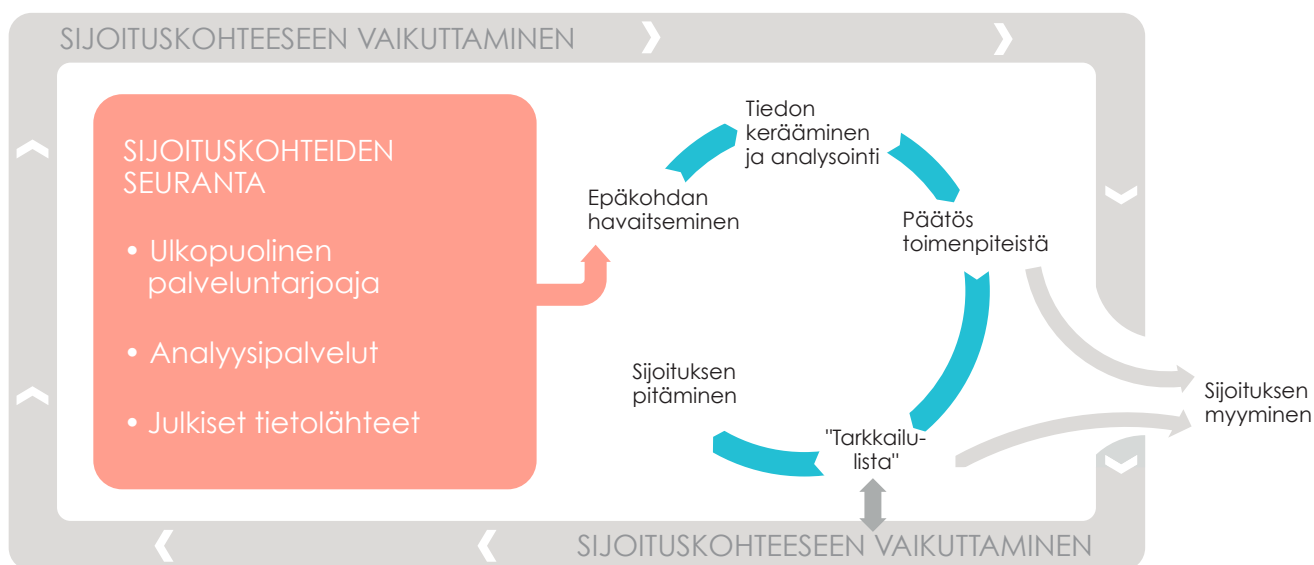 SIJOITUSKOHTEESEEN VAIKUTTAMINEN
SIJOITUSKOHTEIDEN
SEURANTA
• Ulkopuolinen
palveluntarjoaja
• Analyysipalvelut
• Julkiset tietolähteet
Epäkohdan
havaitseminen
Tiedon
kerääminen
ja analysointi
Päätös
toimenpiteistä
Sijoituksen
pitäminen
"Tarkkailu-
lista"
Sijoituksen
myyminen
SIJOITUSKOHTEESEEN VAIKUTTAMINEN